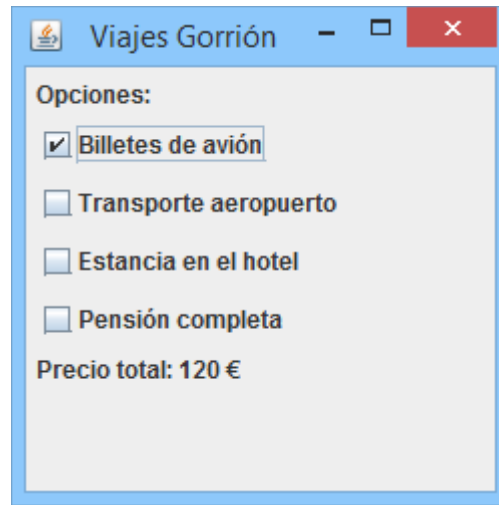 Viajes Gorrión
Opciones:
Billetes de avión
Transporte aeropuerto
Estancia en el hotel
Pensión completa
Precio total: 120 €